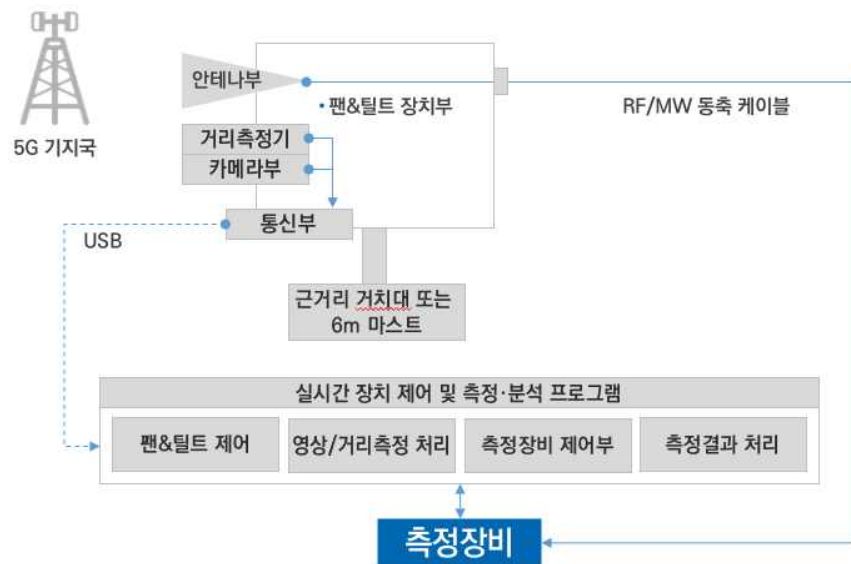 안테나부
• 팬&틸트 장치부
RF/MW 동축 케이블
5G 기지국
거리측정기
카메라부
통신부
USB
근거리 거치대 또는
6m 마스트
실시간 장치 제어 및 측정·분석 프로그램
팬&틸트 제어
영상/거리측정 처리
측정장비 제어부
측정결과 처리
측정장비